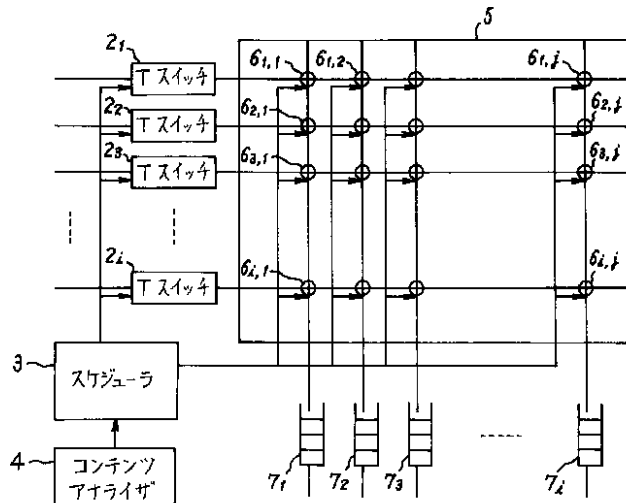 5
2₁
Tスイッチ
6₁,₁
6₁,₂
6₁,ⱼ
2₂
Tスイッチ
6₂,₁
6₂,ⱼ
2₃
Tスイッチ
6₃,₁
6₃,ⱼ
2ᵢ
Tスイッチ
6ᵢ,₁
6ᵢ,ⱼ
3
スケジューラ
4
コンテンツ
アナライザ
7₁
7₂
7₃
7ᵢ